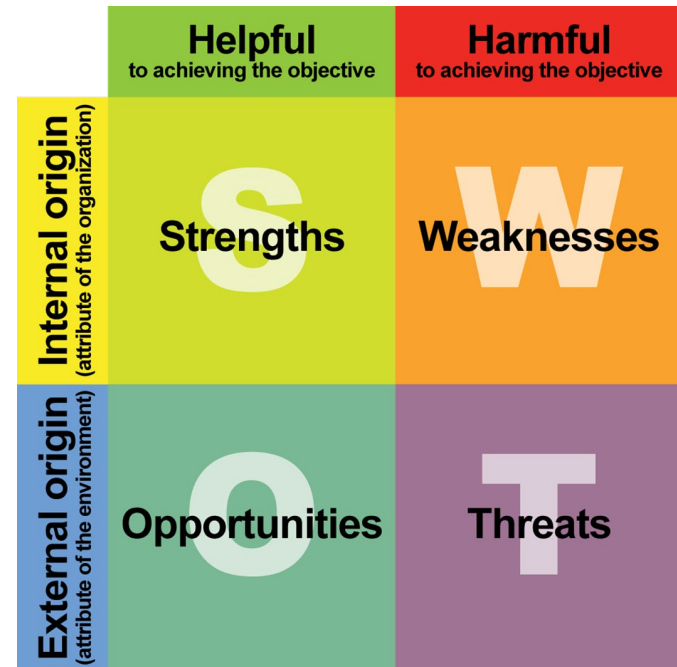 Helpful
to achieving the objective
Harmful
to achieving the objective
Internal origin
(attribute of the organization)
S
Strengths
W
Weaknesses
External origin
(attribute of the environment)
O
Opportunities
T
Threats